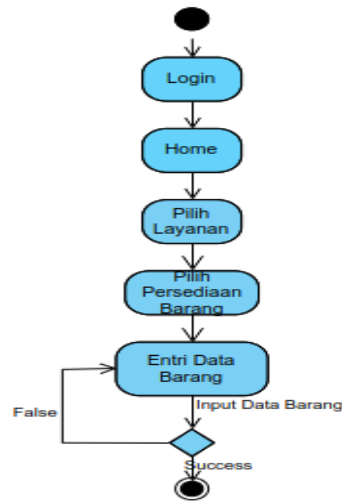 Login
Home
Pilih
Layanan
Pilih
Persediaan
Barang
Entri Data
Barang
Input Data Barang
False
Success